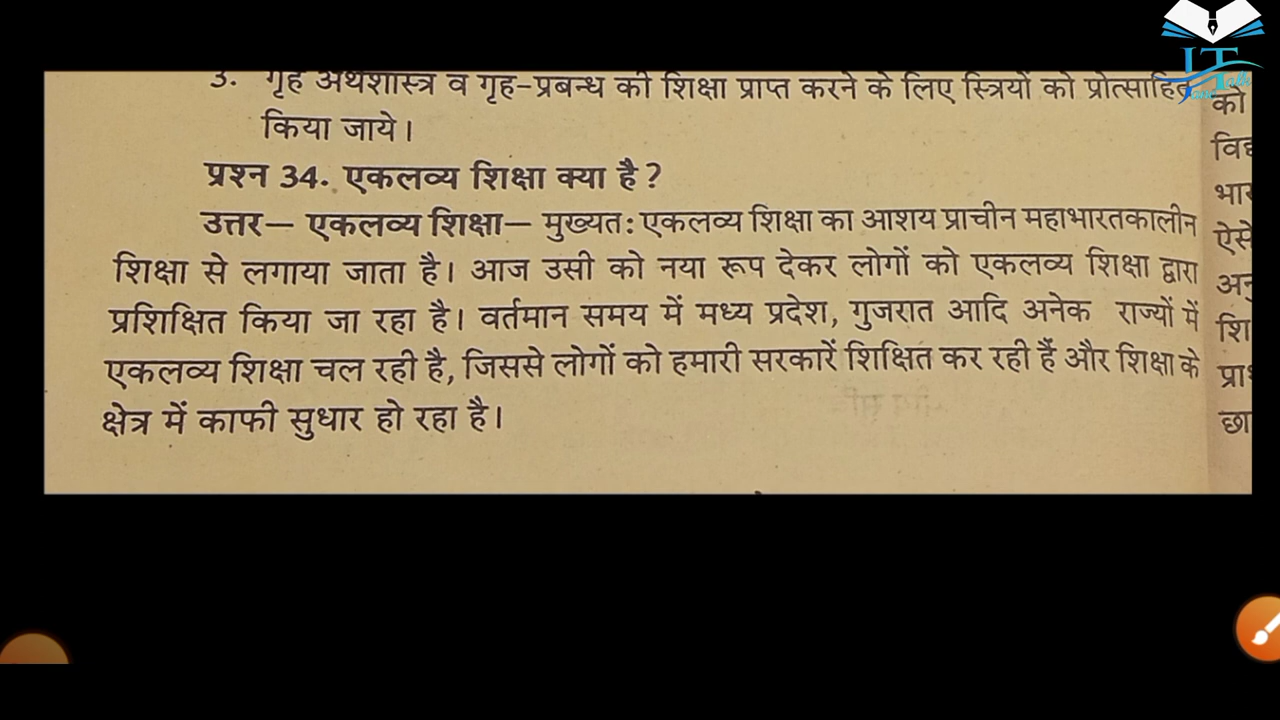 3. गृह अर्थशास्त्र व गृह-प्रबन्ध की शिक्षा प्राप्त करने के लिए स्त्रियों को प्रोत्साहित
किया जाये।
प्रश्न 34. एकलव्य शिक्षा क्या है?
उत्तर— एकलव्य शिक्षा— मुख्यत: एकलव्य शिक्षा का आशय प्राचीन महाभारतकालीन
शिक्षा से लगाया जाता है। आज उसी को नया रूप देकर लोगों को एकलव्य शिक्षा द्वारा
प्रशिक्षित किया जा रहा है। वर्तमान समय में मध्य प्रदेश, गुजरात आदि अनेक राज्यों में
एकलव्य शिक्षा चल रही है, जिससे लोगों को हमारी सरकारें शिक्षित कर रही हैं और शिक्षा के
क्षेत्र में काफी सुधार हो रहा है।
को
भार
ऐसे
शि
छा